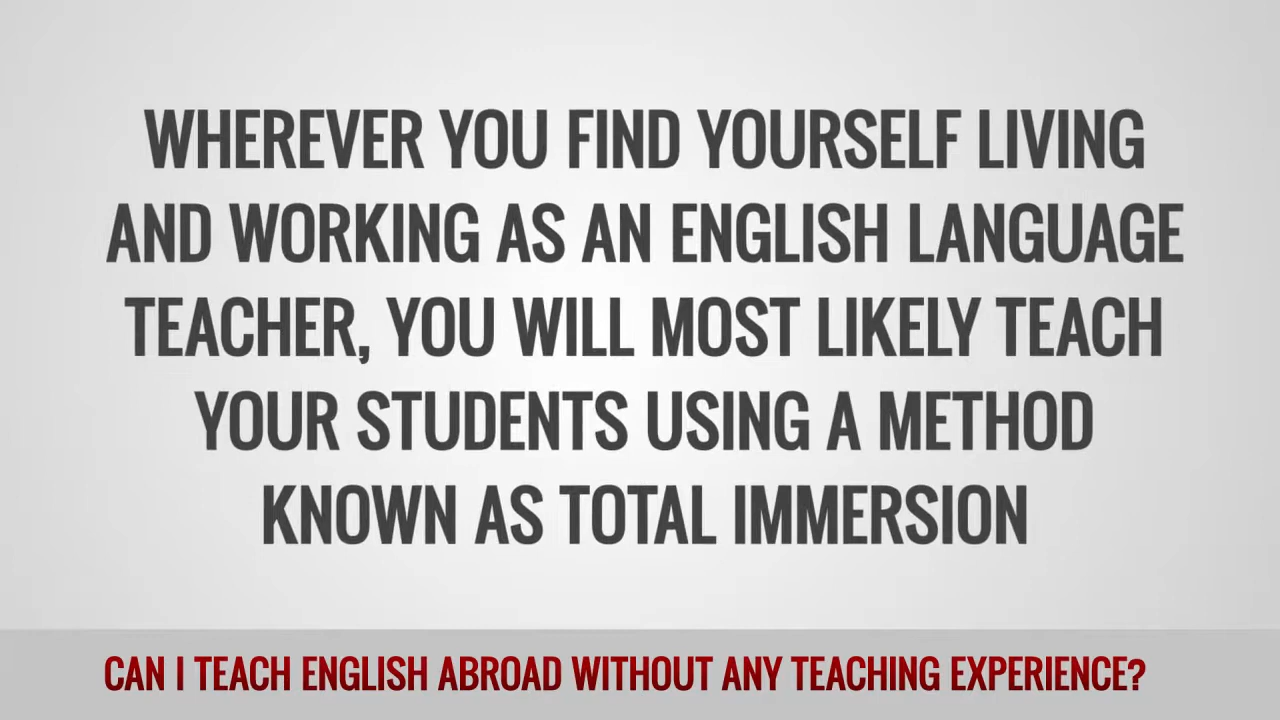 WHEREVER YOU FIND YOURSELF LIVING
AND WORKING AS AN ENGLISH LANGUAGE
TEACHER, YOU WILL MOST LIKELY TEACH
YOUR STUDENTS USING A METHOD
KNOWN AS TOTAL IMMERSION
CAN I TEACH ENGLISH ABROAD WITHOUT ANY TEACHING EXPERIENCE?